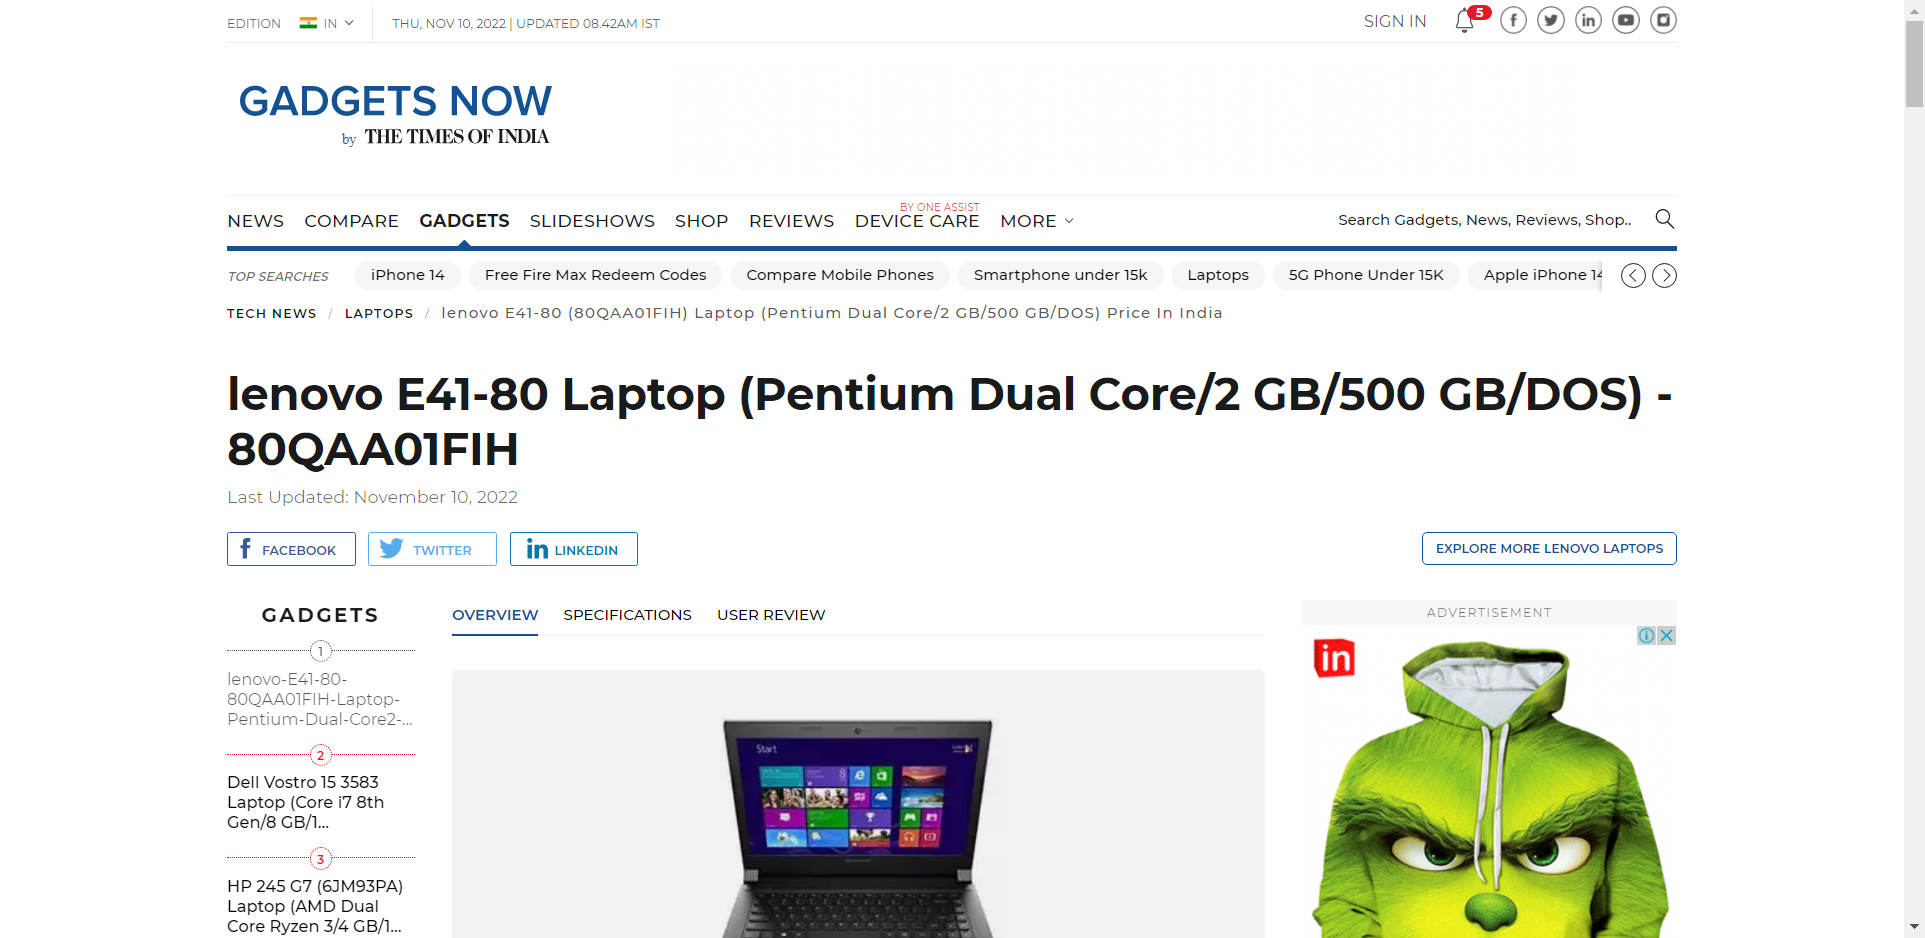 EDITION IN THU, NOV 10, 2022 | UPDATED 08.42AM IST SIGN IN 5
GADGETS NOW
by THE TIMES OF INDIA
BY ONE ASSIST
NEWS COMPARE GADGETS SLIDESHOWS SHOP REVIEWS DEVICE CARE MORE Search Gadgets, News, Reviews, Shop..
TOP SEARCHES iPhone 14 Free Fire Max Redeem Codes Compare Mobile Phones Smartphone under 15k Laptops 5G Phone Under 15K Apple iPhone 14
TECH NEWS / LAPTOPS / lenovo E41-80 (80QAA01FIH) Laptop (Pentium Dual Core/2 GB/500 GB/DOS) Price In India
lenovo E41-80 Laptop (Pentium Dual Core/2 GB/500 GB/DOS) -
80QAA01FIH
Last Updated: November 10, 2022
FACEBOOK TWITTER LINKEDIN EXPLORE MORE LENOVO LAPTOPS
GADGETS
1
lenovo-E41-80-
80QAA01FIH-Laptop-
Pentium-Dual-Core2-...
2
Dell Vostro 15 3583
Laptop (Core i7 8th
Gen/8 GB/1...
3
HP 245 G7 (6JM93PA)
Laptop (AMD Dual
Core Ryzen 3/4 GB/1...
OVERVIEW SPECIFICATIONS USER REVIEW
Start
ADVERTISEMENT
in